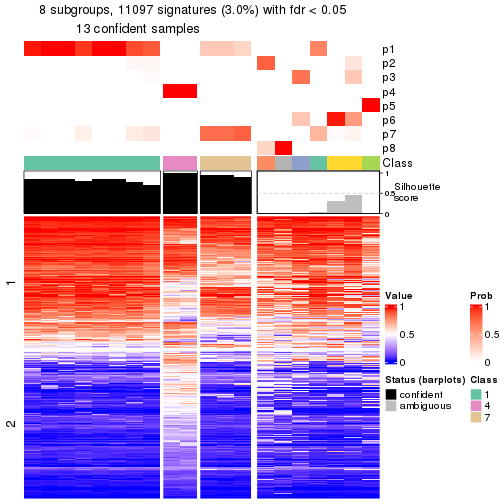 8 subgroups, 11097 signatures (3.0%) with fdr < 0.05
13 confident samples
p1
p2
p3
p4
p5
p6
p7
p8
Class
1
0.5
0
Silhouette
score
1
2
Value
1
0.5
0
Prob
1
0.5
0
Status (barplots)
confident
ambiguous
Class
1
4
7